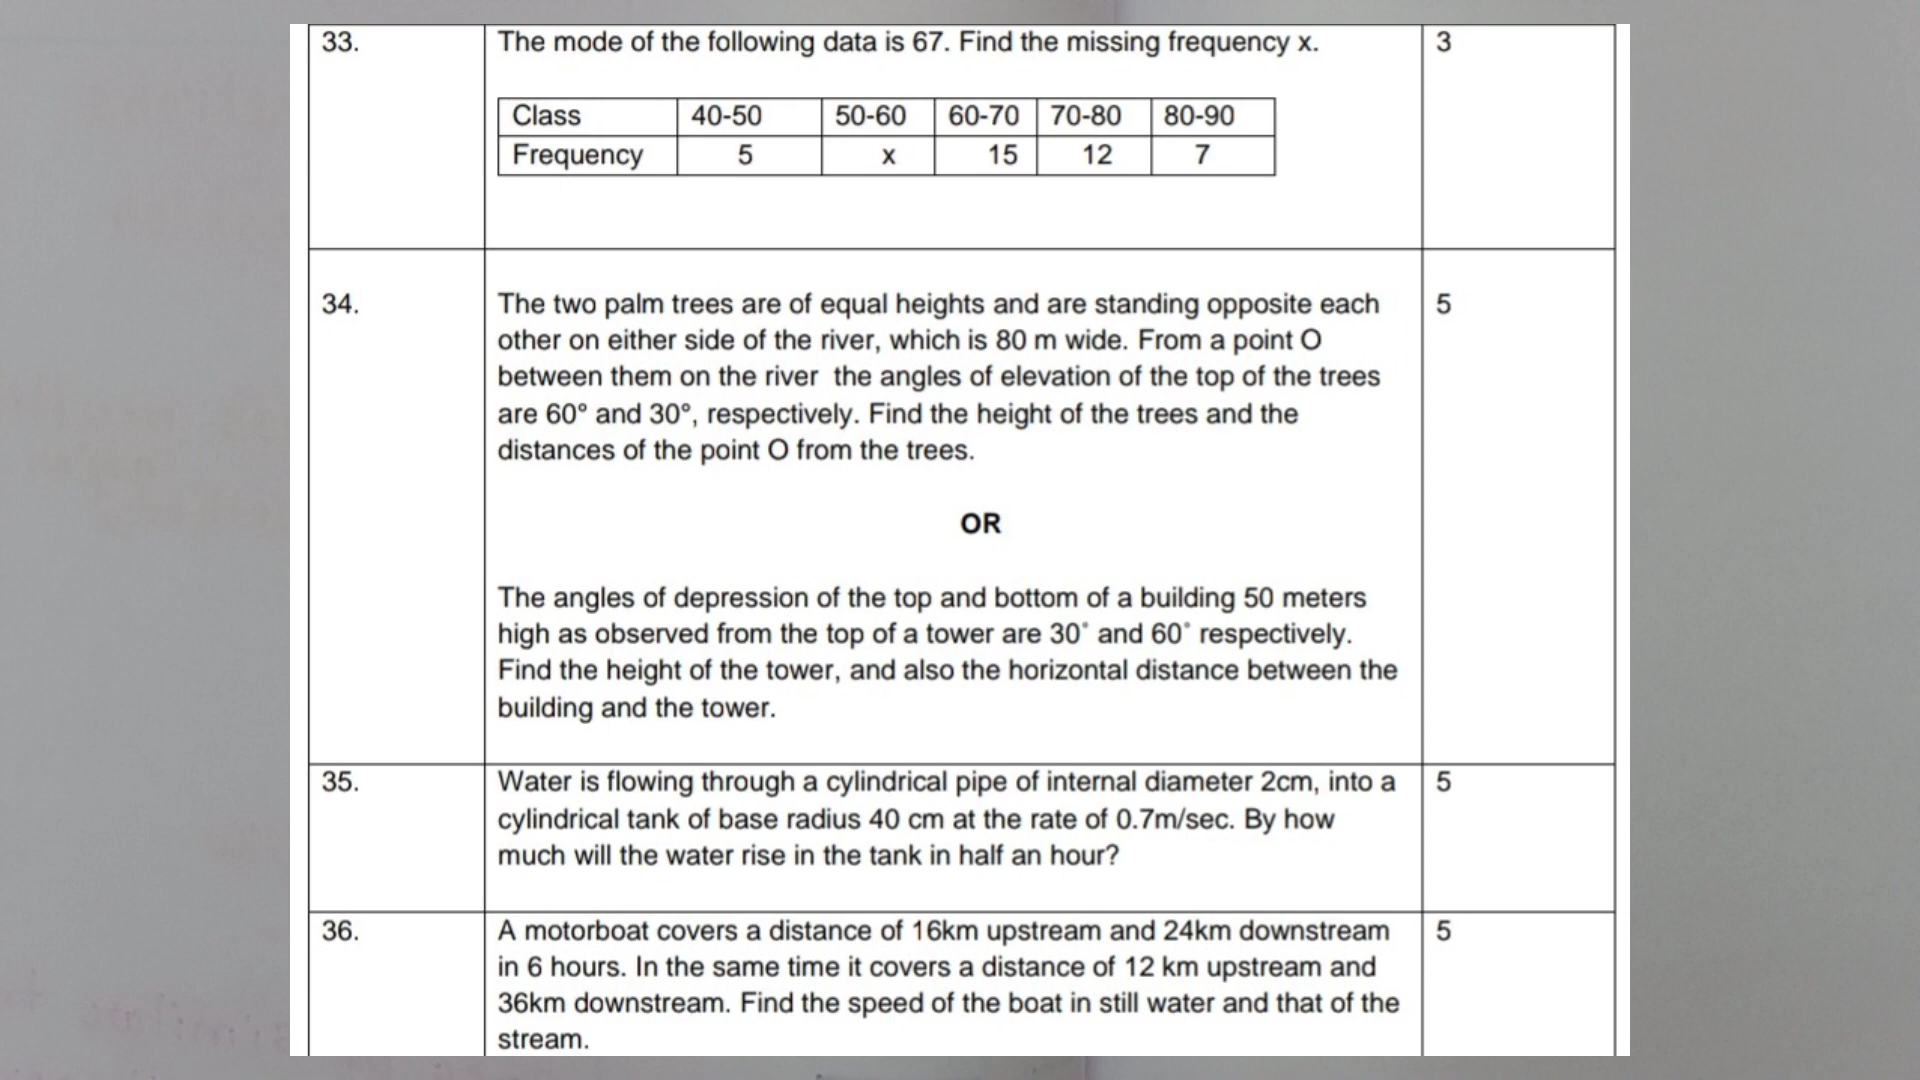 33. The mode of the following data is 67. Find the missing frequency x. 3
Class 40-50 50-60 60-70 70-80 80-90
Frequency 5 x 15 12 7
34. The two palm trees are of equal heights and are standing opposite each 5
other on either side of the river, which is 80 m wide. From a point O
between them on the river the angles of elevation of the top of the trees
are 60° and 30°, respectively. Find the height of the trees and the
distances of the point O from the trees.
OR
The angles of depression of the top and bottom of a building 50 meters
high as observed from the top of a tower are 30˚ and 60˚ respectively.
Find the height of the tower, and also the horizontal distance between the
building and the tower.
35. Water is flowing through a cylindrical pipe of internal diameter 2cm, into a 5
cylindrical tank of base radius 40 cm at the rate of 0.7m/sec. By how
much will the water rise in the tank in half an hour?
36. A motorboat covers a distance of 16km upstream and 24km downstream 5
in 6 hours. In the same time it covers a distance of 12 km upstream and
36km downstream. Find the speed of the boat in still water and that of the
stream.